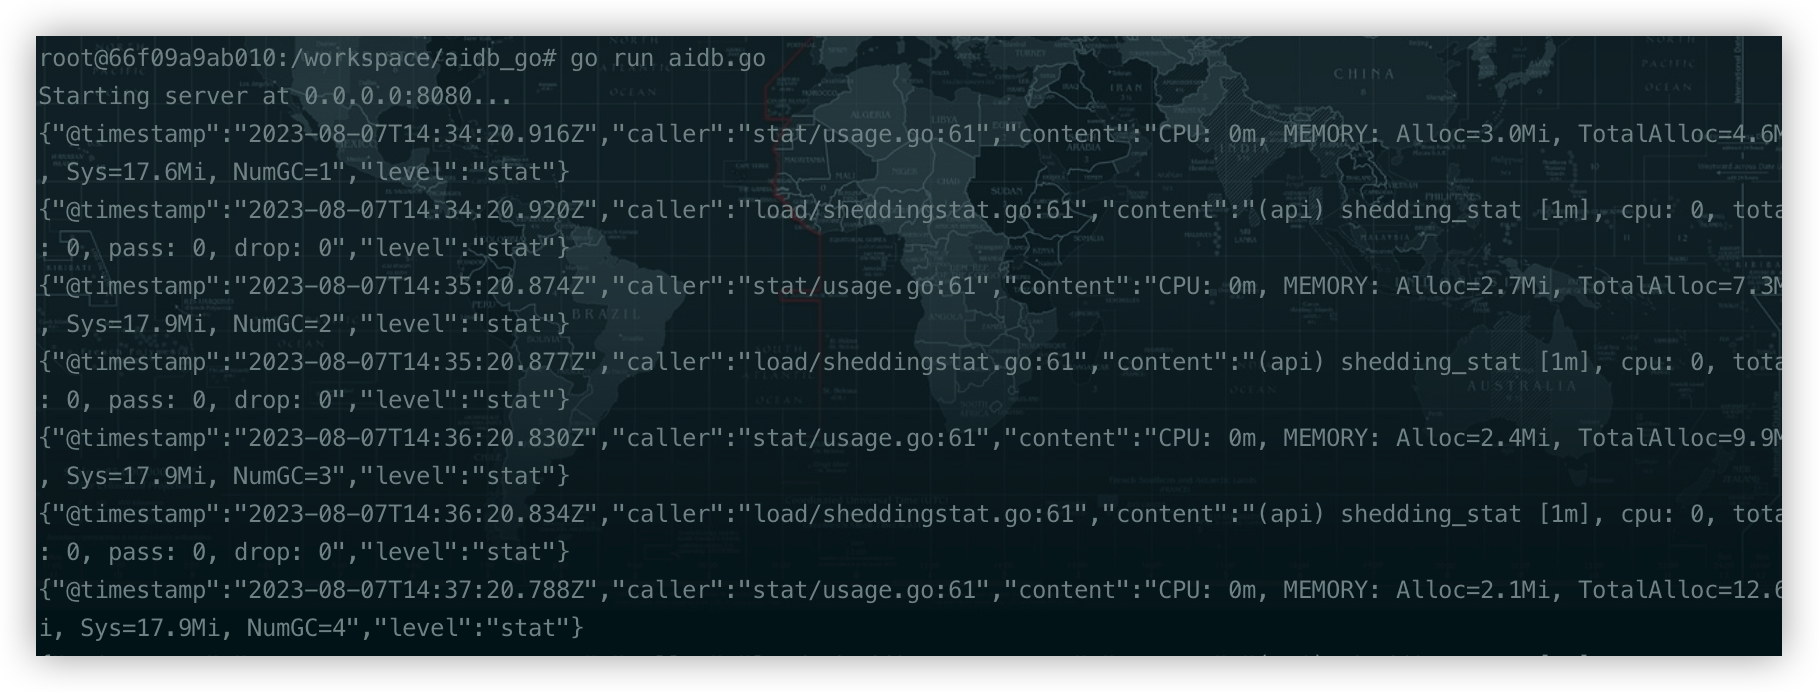 root@66f09a9ab010:/workspace/aidb_go# go run aidb.go
Starting server at 0.0.0.0:8080...
{"@timestamp":"2023-08-07T14:34:20.916Z","caller":"stat/usage.go:61","content":"CPU: 0m, MEMORY: Alloc=3.0Mi, TotalAlloc=4.6M
, Sys=17.6Mi, NumGC=1","level":"stat"}
{"@timestamp":"2023-08-07T14:34:20.920Z","caller":"load/sheddingstat.go:61","content":"(api) shedding_stat [1m], cpu: 0, tota
: 0, pass: 0, drop: 0","level":"stat"}
{"@timestamp":"2023-08-07T14:35:20.874Z","caller":"stat/usage.go:61","content":"CPU: 0m, MEMORY: Alloc=2.7Mi, TotalAlloc=7.3M
, Sys=17.9Mi, NumGC=2","level":"stat"}
{"@timestamp":"2023-08-07T14:35:20.877Z","caller":"load/sheddingstat.go:61","content":"(api) shedding_stat [1m], cpu: 0, tota
: 0, pass: 0, drop: 0","level":"stat"}
{"@timestamp":"2023-08-07T14:36:20.830Z","caller":"stat/usage.go:61","content":"CPU: 0m, MEMORY: Alloc=2.4Mi, TotalAlloc=9.9M
, Sys=17.9Mi, NumGC=3","level":"stat"}
{"@timestamp":"2023-08-07T14:36:20.834Z","caller":"load/sheddingstat.go:61","content":"(api) shedding_stat [1m], cpu: 0, tota
: 0, pass: 0, drop: 0","level":"stat"}
{"@timestamp":"2023-08-07T14:37:20.788Z","caller":"stat/usage.go:61","content":"CPU: 0m, MEMORY: Alloc=2.1Mi, TotalAlloc=12.6
i, Sys=17.9Mi, NumGC=4","level":"stat"}
CHINA
INDIA
IRAN
ALGERIA
SUDAN
BRAZIL
AUSTRALIA